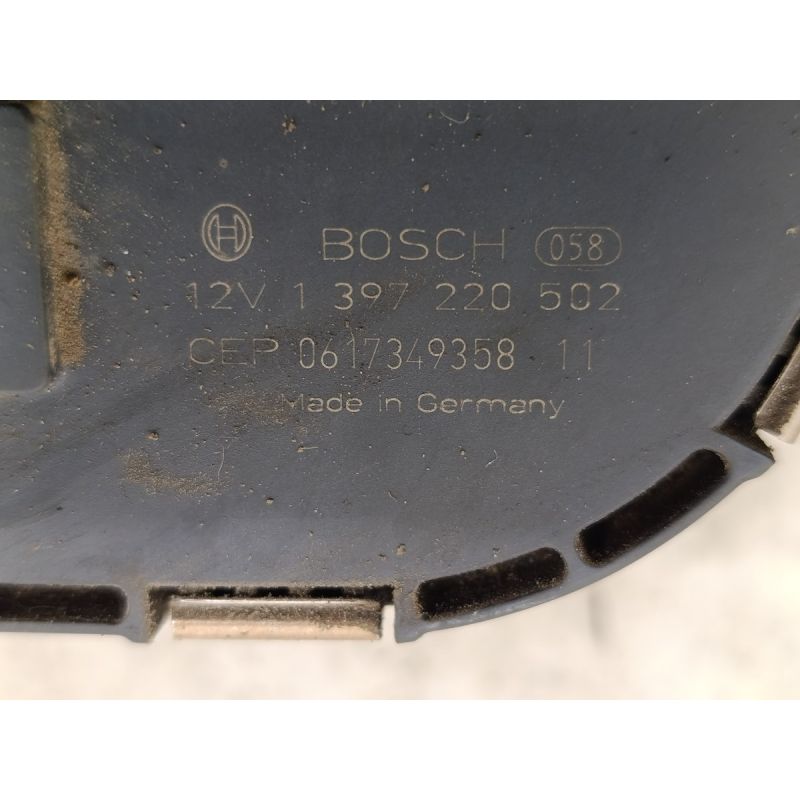 BOSCH 058
12V 1 397 220 502
CEP 0617349358 11
Made in Germany